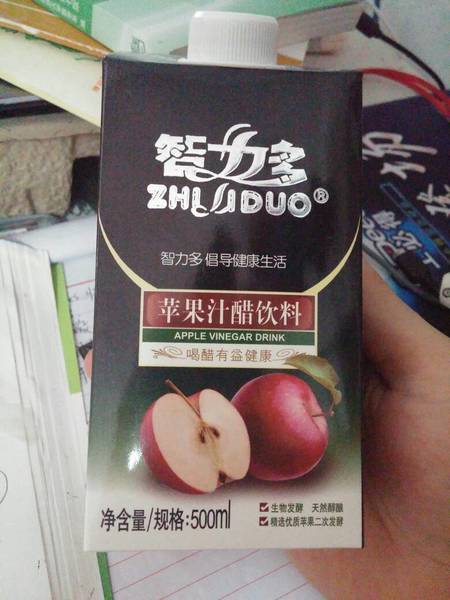 智力多
ZHILIDUO®
智力多 倡导健康生活
苹果汁醋饮料
APPLE VINEGAR DRINK
喝醋有益健康
生物发酵 天然醇酿
精选优质苹果二次发酵
净含量/规格:500ml